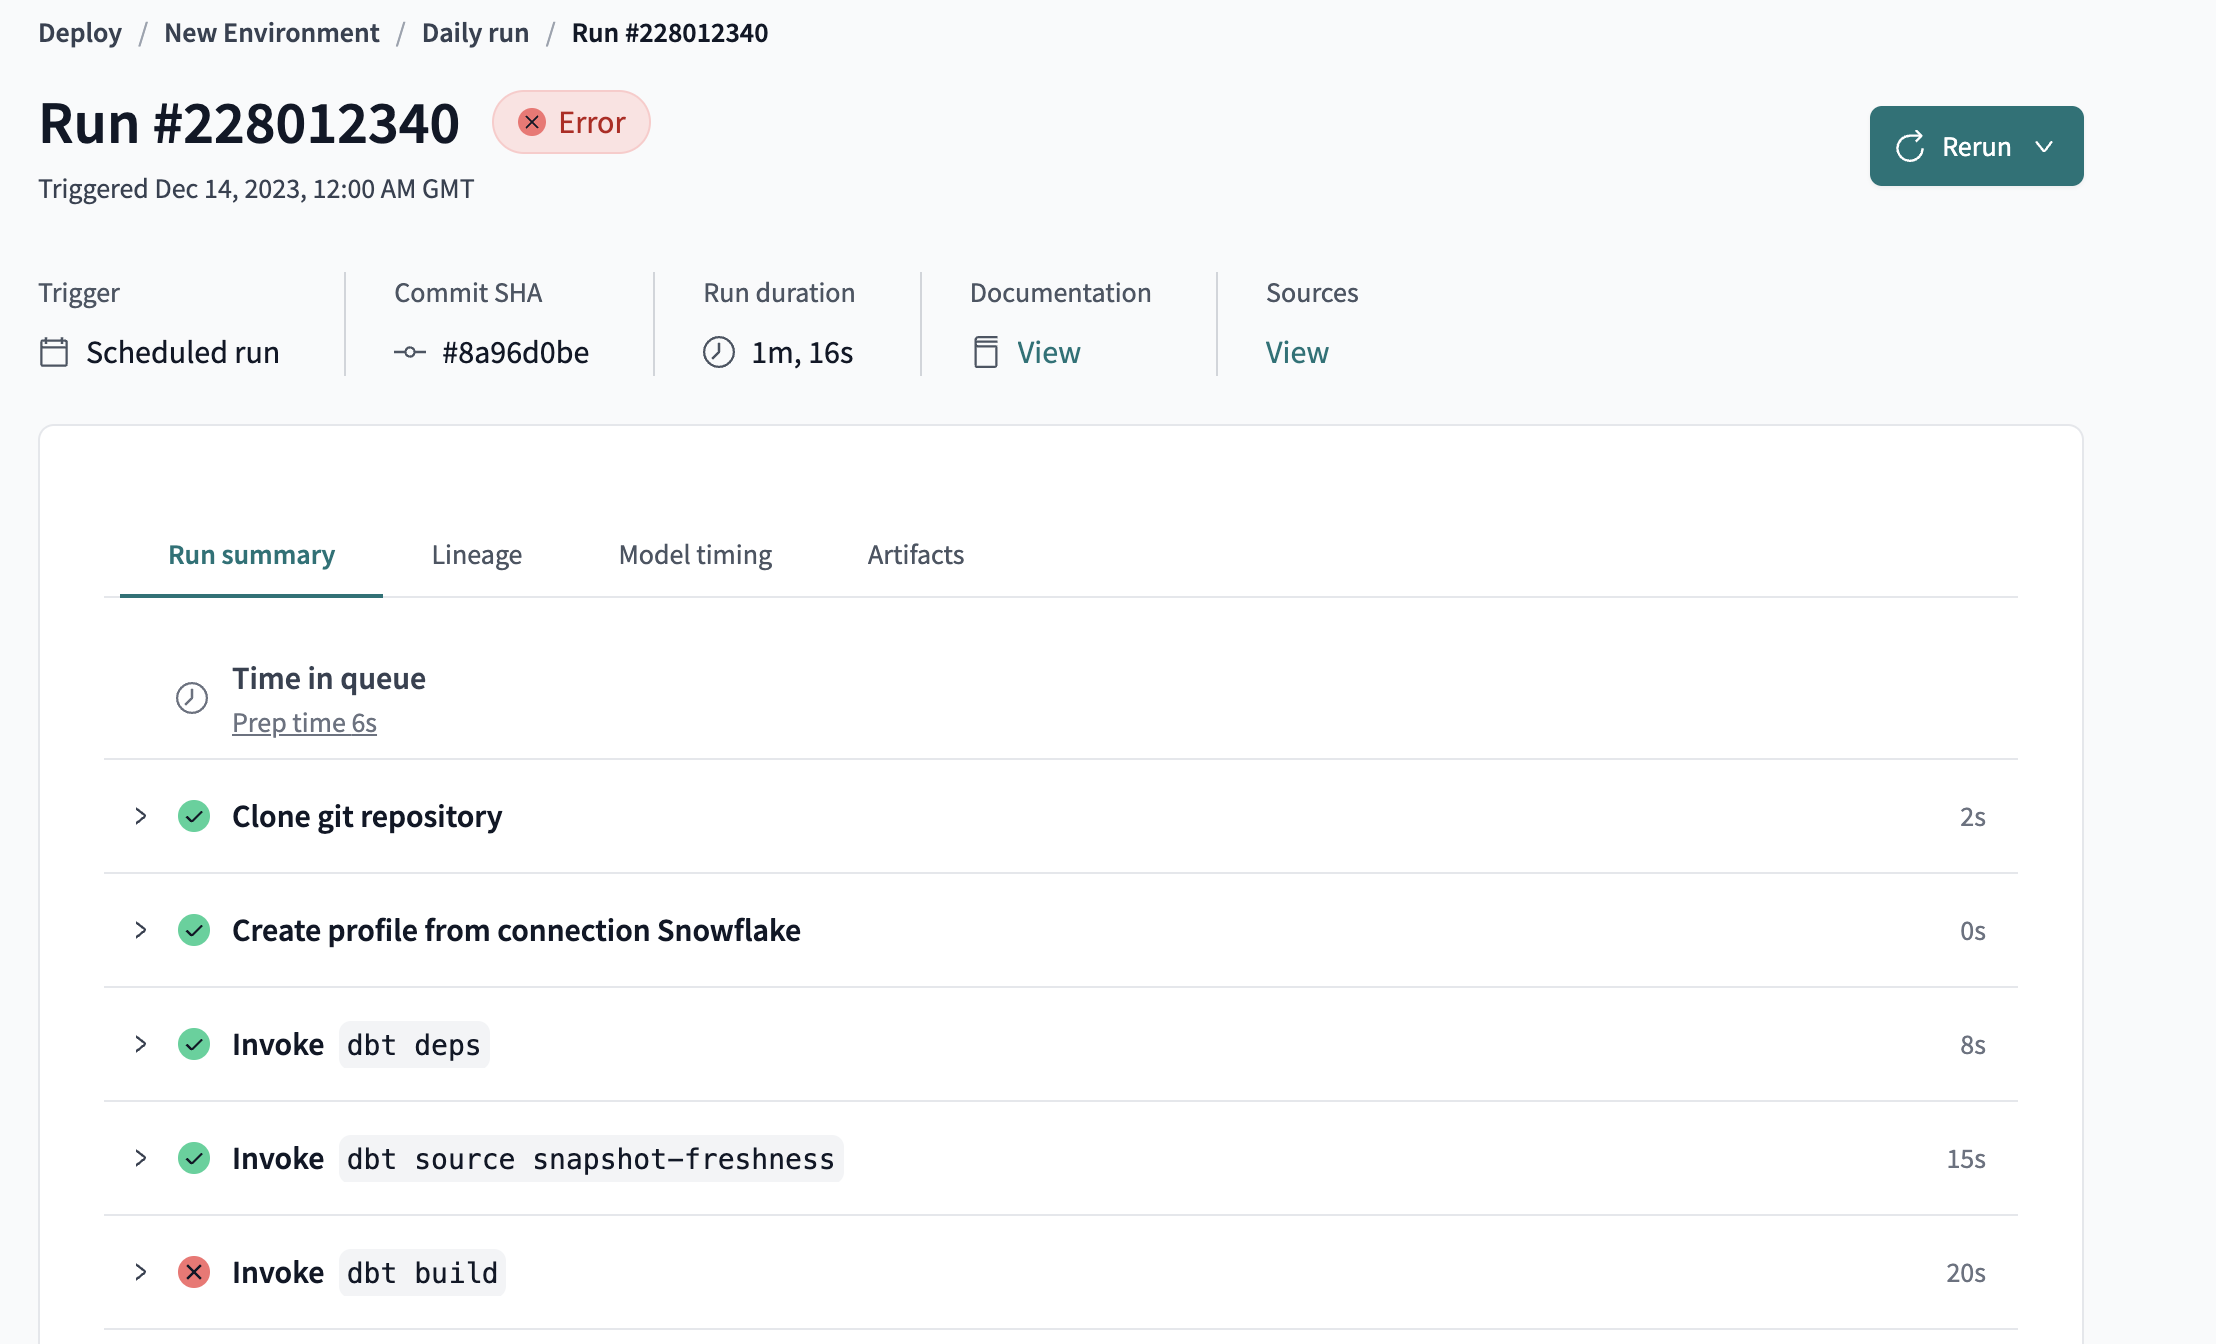 Deploy / New Environment / Daily run / Run #228012340
Run #228012340 Error
Rerun
Triggered Dec 14, 2023, 12:00 AM GMT
Trigger Commit SHA Run duration Documentation Sources
Scheduled run #8a96d0be 1m, 16s View View
Run summary Lineage Model timing Artifacts
Time in queue
Prep time 6s
Clone git repository 2s
Create profile from connection Snowflake 0s
Invoke dbt deps 8s
Invoke dbt source snapshot-freshness 15s
Invoke dbt build 20s